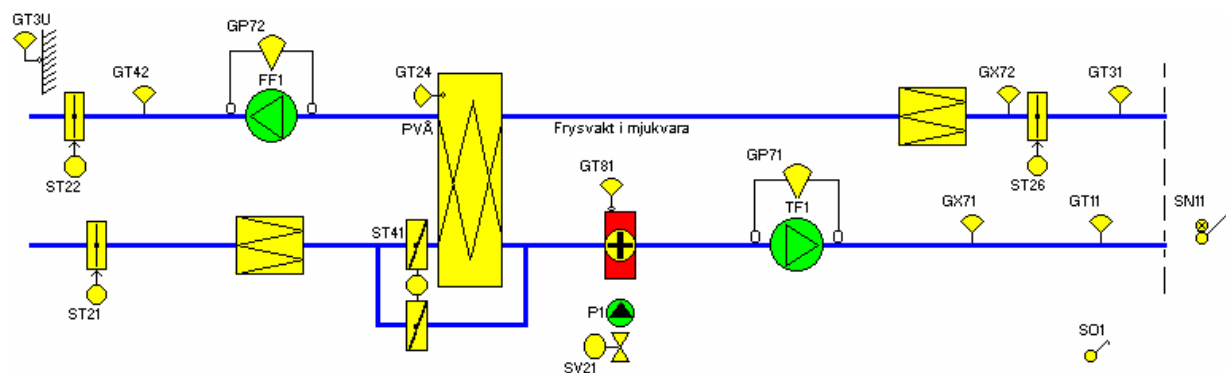 GT3U
GP72
GT42
FF1
GT24
PVÅ
ST22
Frysvakt i mjukvara
GX72
GT31
ST26
GT81
GP71
TF1
GX71
GT11
SN11
ST41
ST21
P1
SV21
SO1